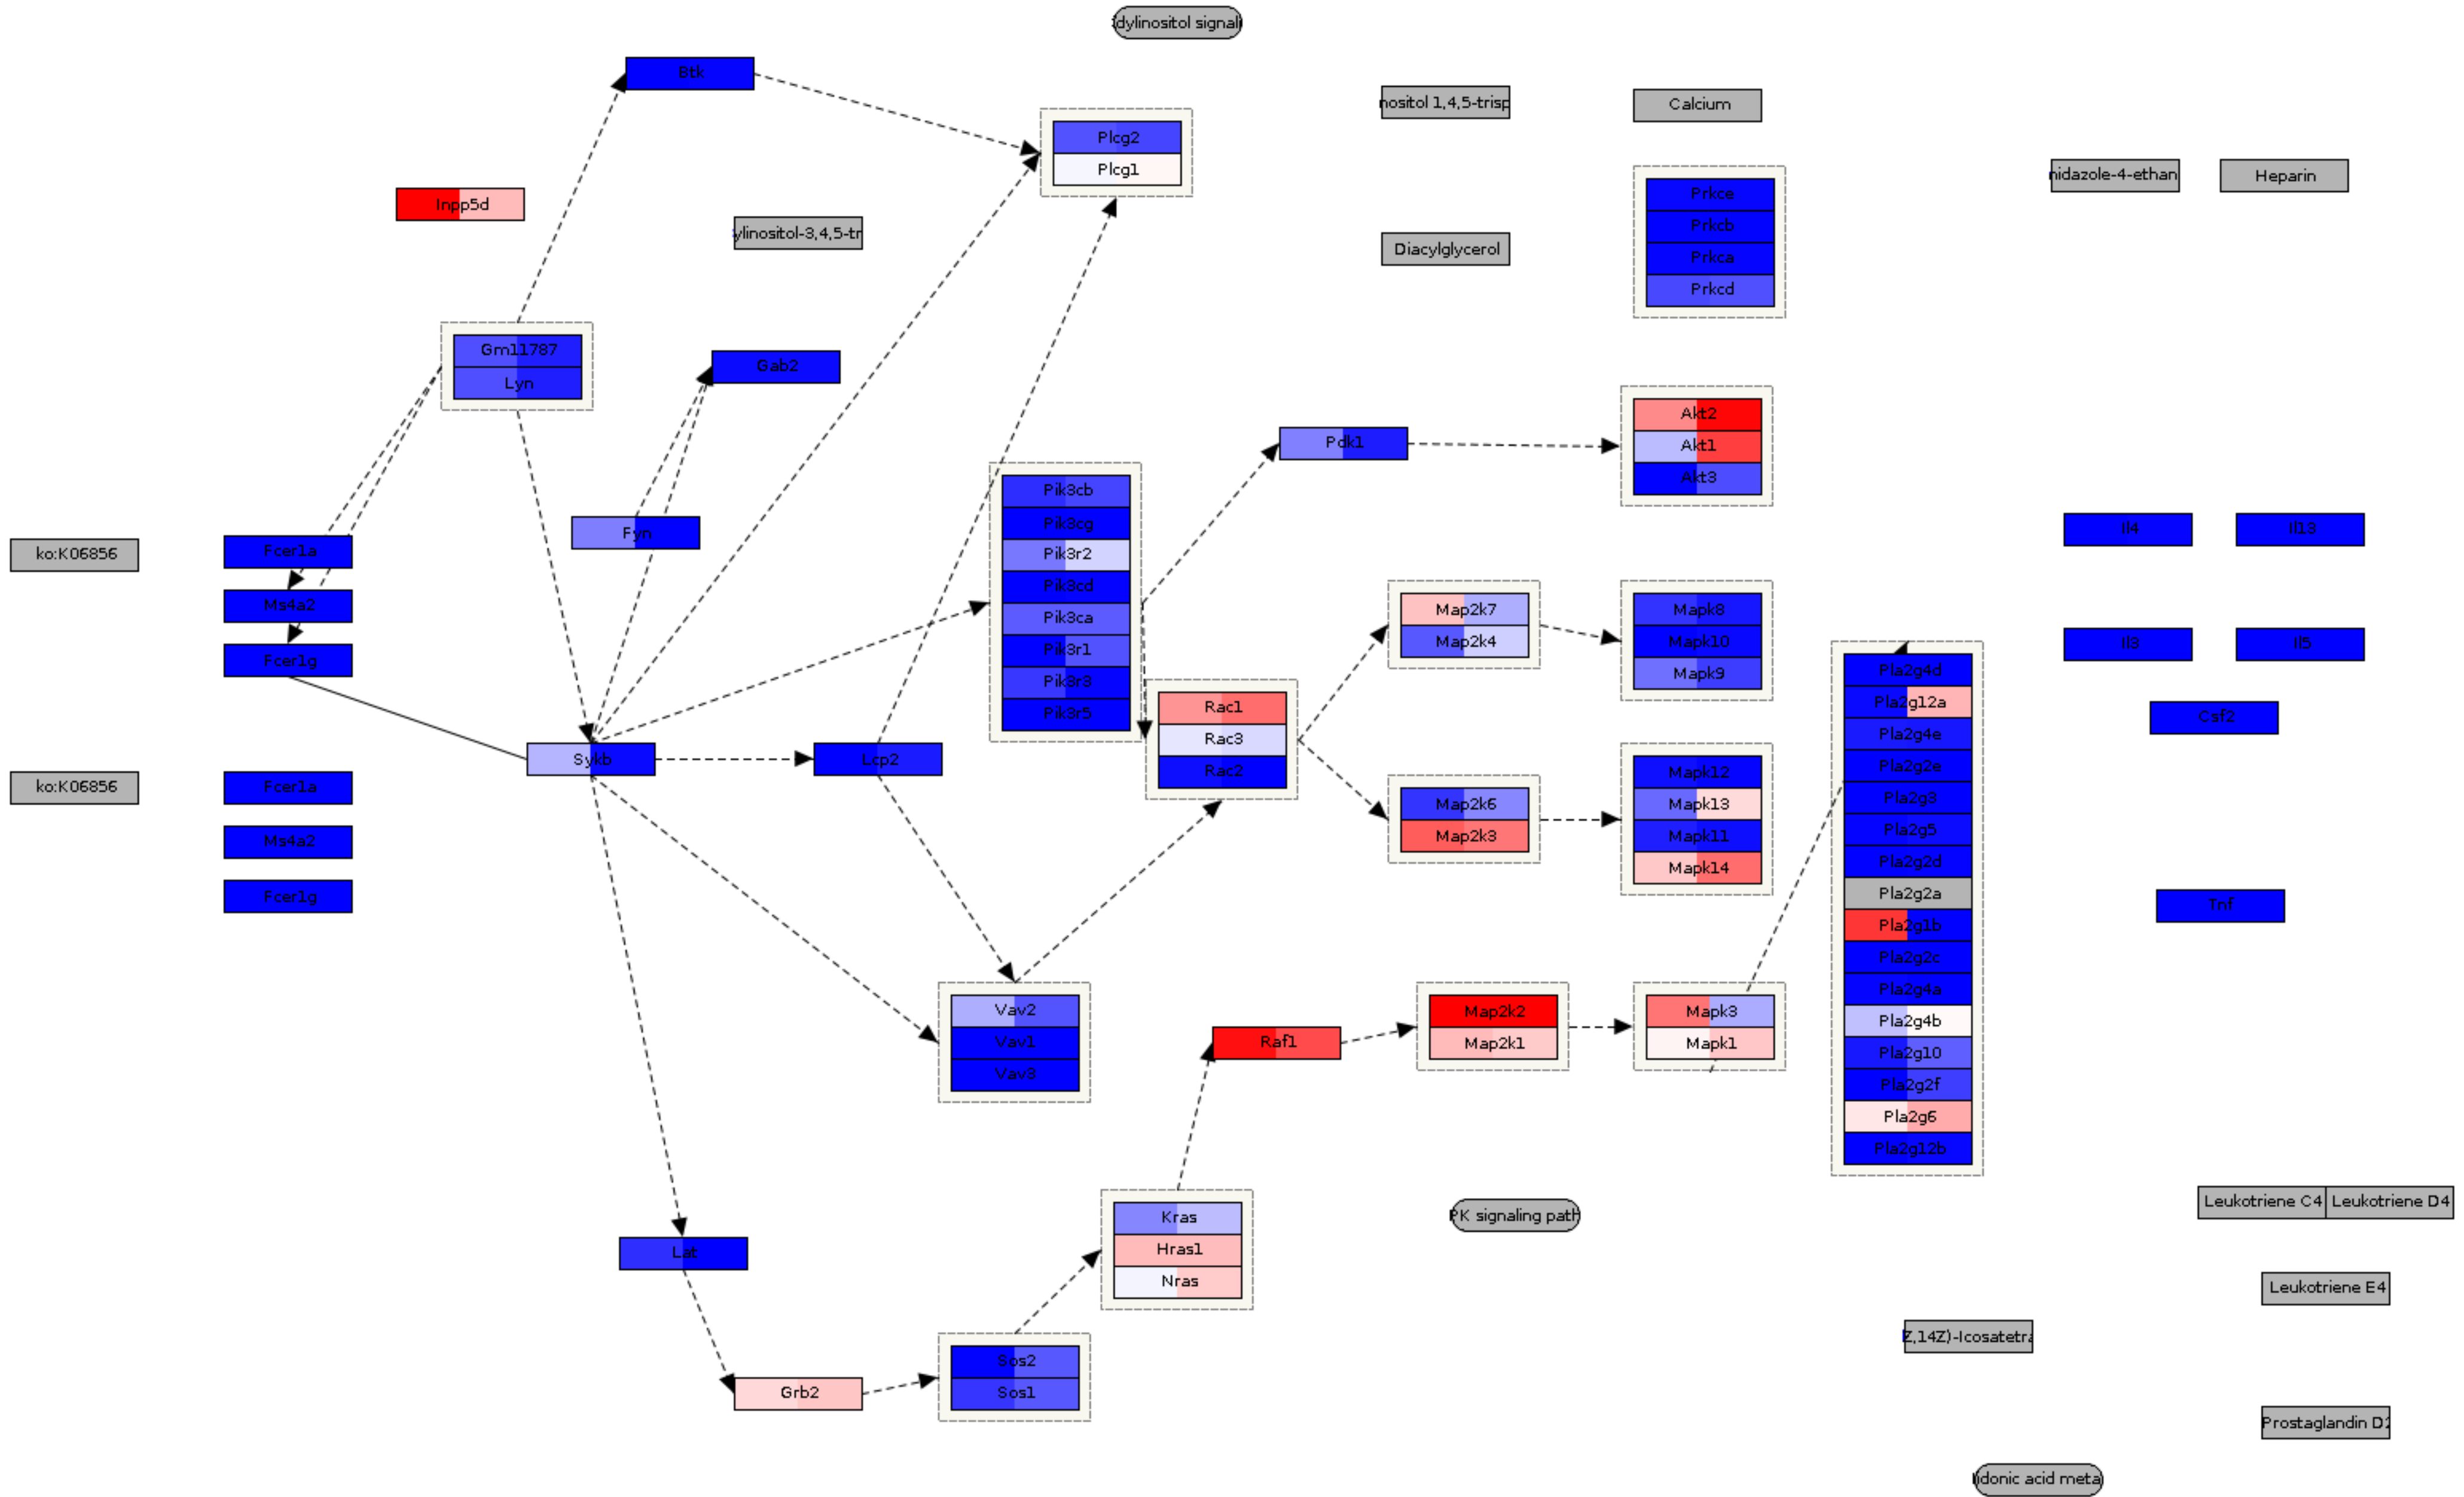 dylinositol signali
Btk
nositol 1,4,5-trisp
Calcium
Plcg2
Plcg1
nidazole-4-ethan
Heparin
Inpp5d
ylinositol-3,4,5-tr
Diacylglycerol
Prkce
Prkcb
Prkca
Prkcd
Gm11787
Lyn
Gab2
Pdk1
Akt2
Akt1
Akt3
Pik3cb
Pik3cg
Pik3r2
Pik3cd
Pik3ca
Pik3r1
Pik3r3
Pik3r5
Fyn
ko:K06856
Fcer1a
Ms4a2
Fcer1g
Il4
Il13
Il3
Il5
Map2k7
Map2k4
Mapk8
Mapk10
Mapk9
Rac1
Rac3
Rac2
Csf2
Sykb
Lcp2
ko:K06856
Fcer1a
Ms4a2
Fcer1g
Map2k6
Map2k3
Mapk12
Mapk13
Mapk11
Mapk14
Pla2g4d
Pla2g12a
Pla2g4e
Pla2g2e
Pla2g3
Pla2g5
Pla2g2d
Pla2g2a
Pla2g1b
Pla2g2c
Pla2g4a
Pla2g4b
Pla2g10
Pla2g2f
Pla2g6
Pla2g12b
Tnf
Vav2
Vav1
Vav3
Raf1
Map2k2
Map2k1
Mapk3
Mapk1
Kras
Hras1
Nras
PK signaling path
Leukotriene C4
Leukotriene D4
Lat
Leukotriene E4
Z,14Z)-Icosatetra
Sos2
Sos1
Grb2
Prostaglandin D2
idonic acid meta